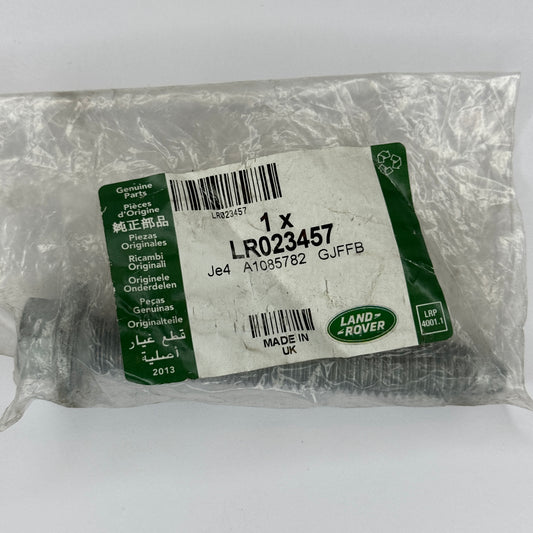 Genuine
Parts
Pièces
d'Origine
純正部品
Piezas
Originales
Ricambi
Originali
Originele
Onderdelen
Peças
Genuinas
Originalteile
قطع غيار
أصلية
2013
LR023457
1 x
LR023457
Je4 A1085782 GJFFB
MADE IN
UK
LAND
ROVER
LRP
4001.1